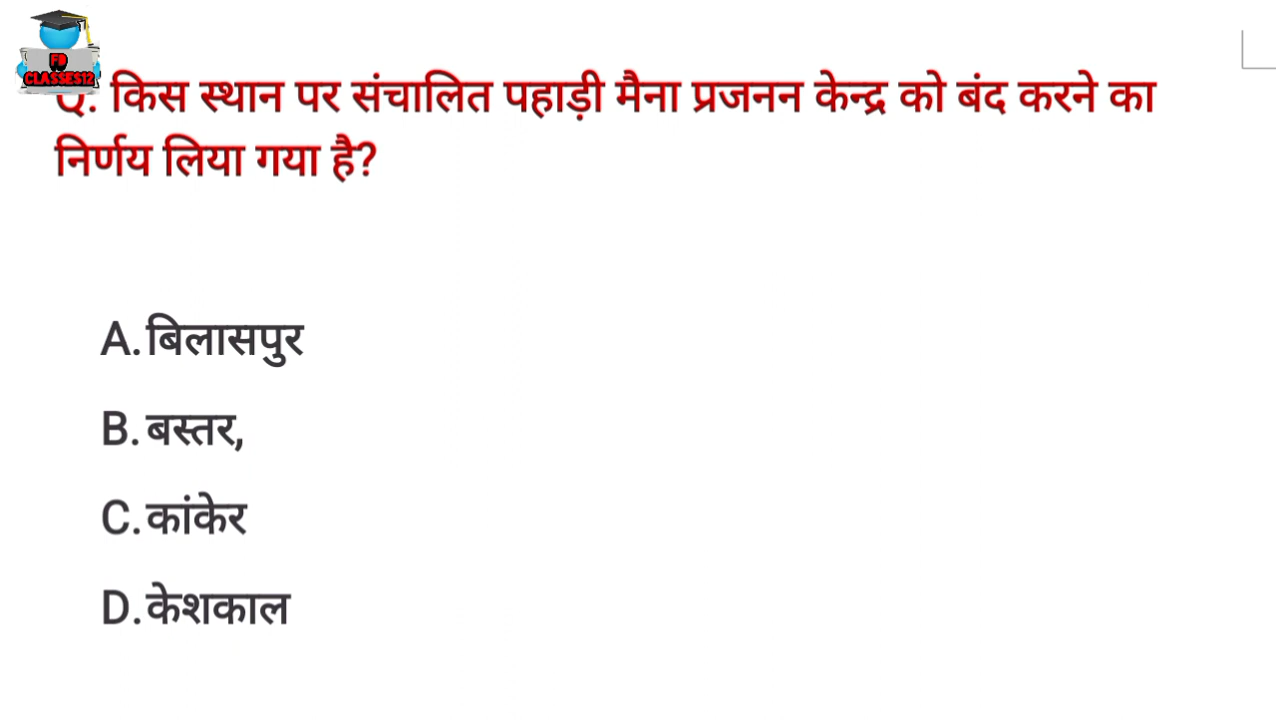 FD
CLASSES12
Q. किस स्थान पर संचालित पहाड़ी मैना प्रजनन केन्द्र को बंद करने का
निर्णय लिया गया है?
A. बिलासपुर
B. बस्तर,
C. कांकेर
D. केशकाल